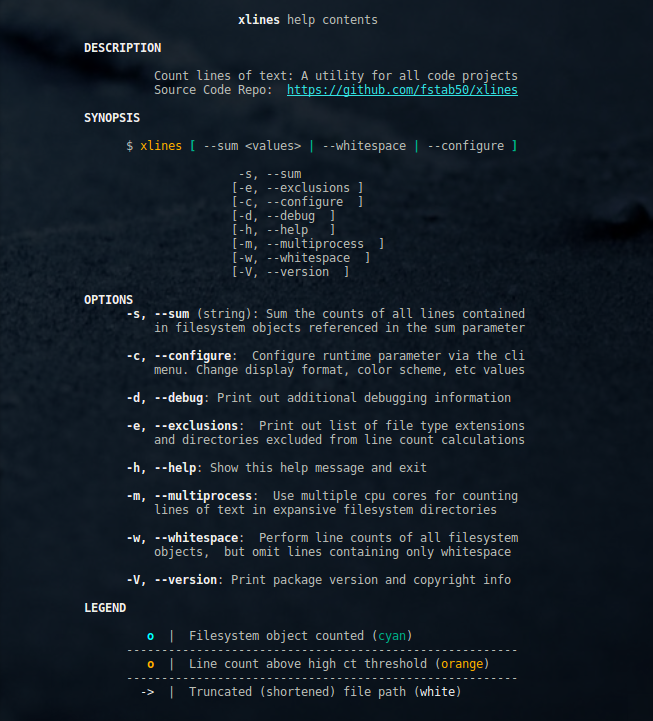 xlines help contents
DESCRIPTION
Count lines of text: A utility for all code projects
Source Code Repo:  https://github.com/fstab50/xlines
SYNOPSIS
$ xlines [ --sum <values> | --whitespace | --configure ]
-s, --sum
[-e, --exclusions ]
[-c, --configure  ]
[-d, --debug  ]
[-h, --help   ]
[-m, --multiprocess  ]
[-w, --whitespace  ]
[-V, --version  ]
OPTIONS
-s, --sum (string): Sum the counts of all lines contained
in filesystem objects referenced in the sum parameter
-c, --configure:  Configure runtime parameter via the cli
menu. Change display format, color scheme, etc values
-d, --debug: Print out additional debugging information
-e, --exclusions:  Print out list of file type extensions
and directories excluded from line count calculations
-h, --help: Show this help message and exit
-m, --multiprocess:  Use multiple cpu cores for counting
lines of text in expansive filesystem directories
-w, --whitespace:  Perform line counts of all filesystem
objects,  but omit lines containing only whitespace
-V, --version: Print package version and copyright info
LEGEND
o  |  Filesystem object counted (cyan)
--------------------------------------------------------
o  |  Line count above high ct threshold (orange)
--------------------------------------------------------
->  |  Truncated (shortened) file path (white)